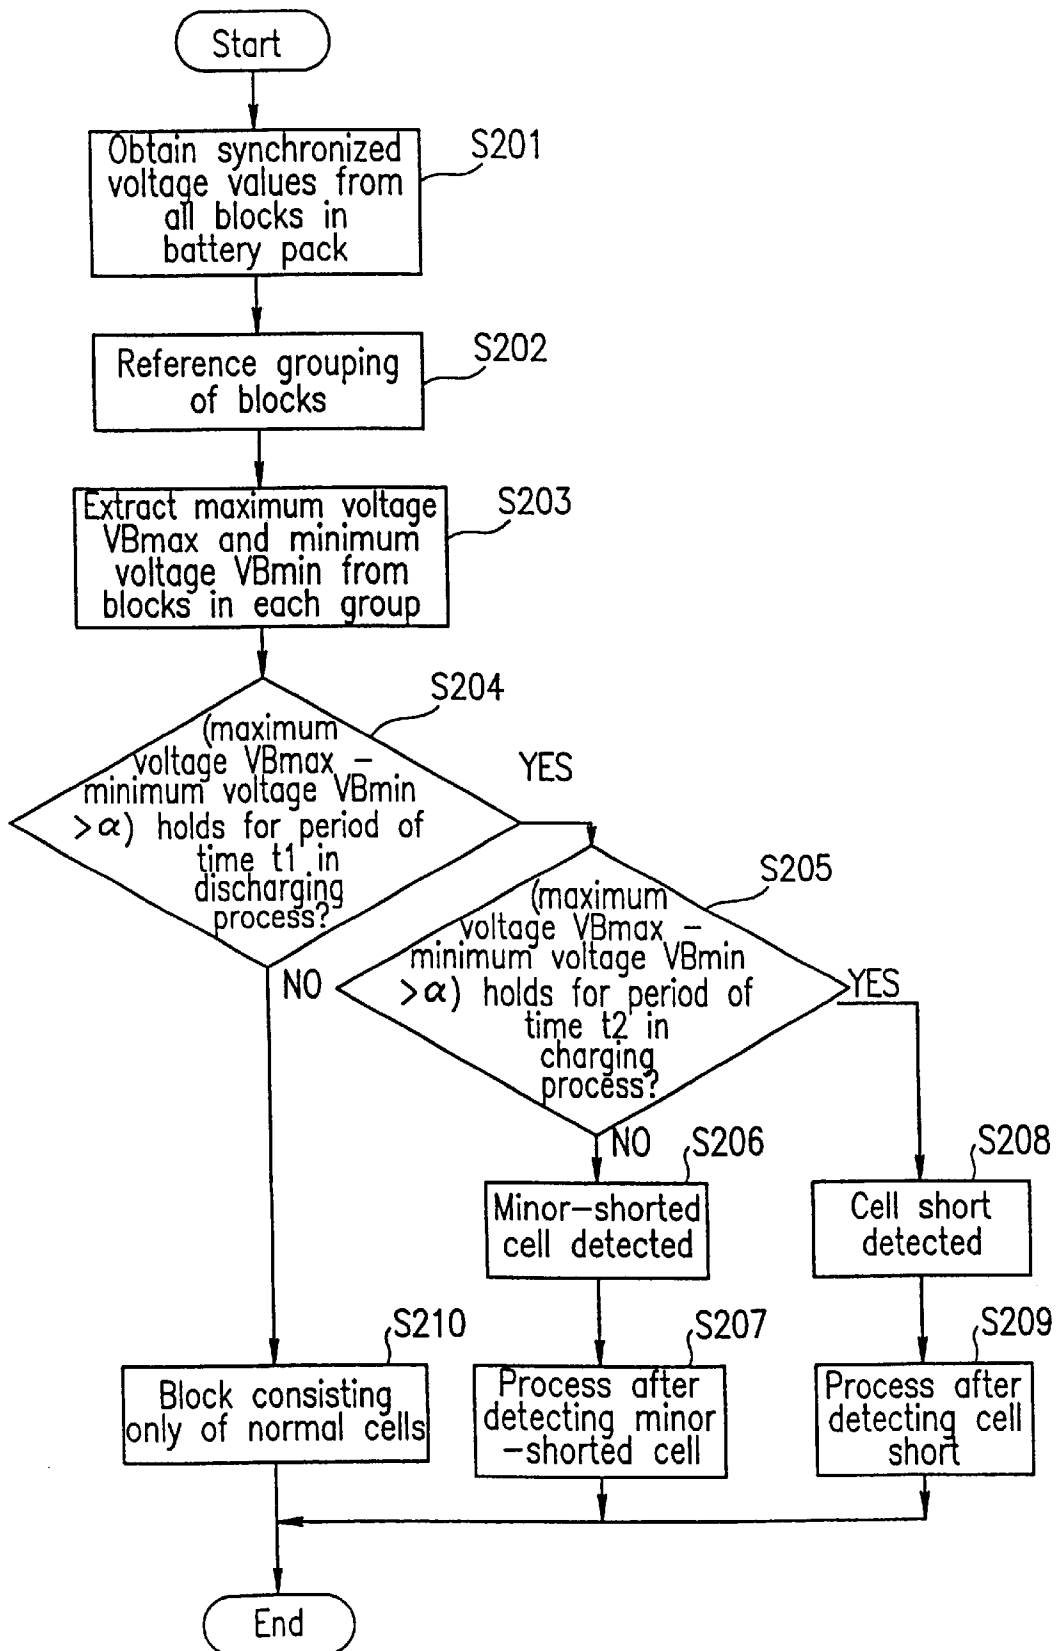 Start
Obtain synchronized
voltage values from
all blocks in
battery pack
S201
Reference grouping
of blocks
S202
Extract maximum voltage
VBmax and minimum
voltage VBmin from
blocks in each group
S203
S204
(maximum
voltage VBmax –
minimum voltage VBmin
>α) holds for period of
time t1 in
discharging
process?
YES
NO
S205
(maximum
voltage VBmax –
minimum voltage VBmin
>α) holds for period of
time t2 in
charging
process?
YES
NO
S206
Minor–shorted
cell detected
S208
Cell short
detected
S210
Block consisting
only of normal cells
S207
Process after
detecting minor
–shorted cell
S209
Process after
detecting cell
short
End